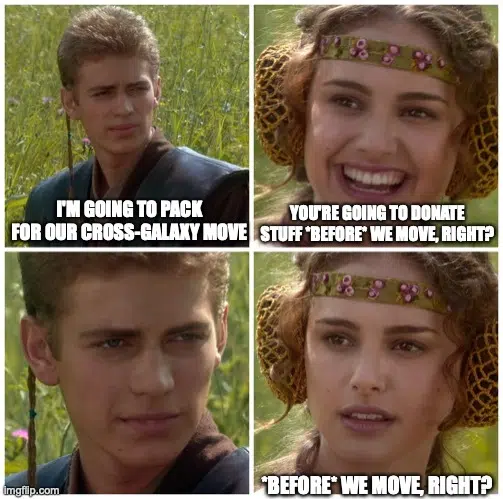 I'M GOING TO PACK
FOR OUR CROSS-GALAXY MOVE
YOU'RE GOING TO DONATE
STUFF *BEFORE* WE MOVE, RIGHT?
*BEFORE* WE MOVE, RIGHT?
imgflip.com